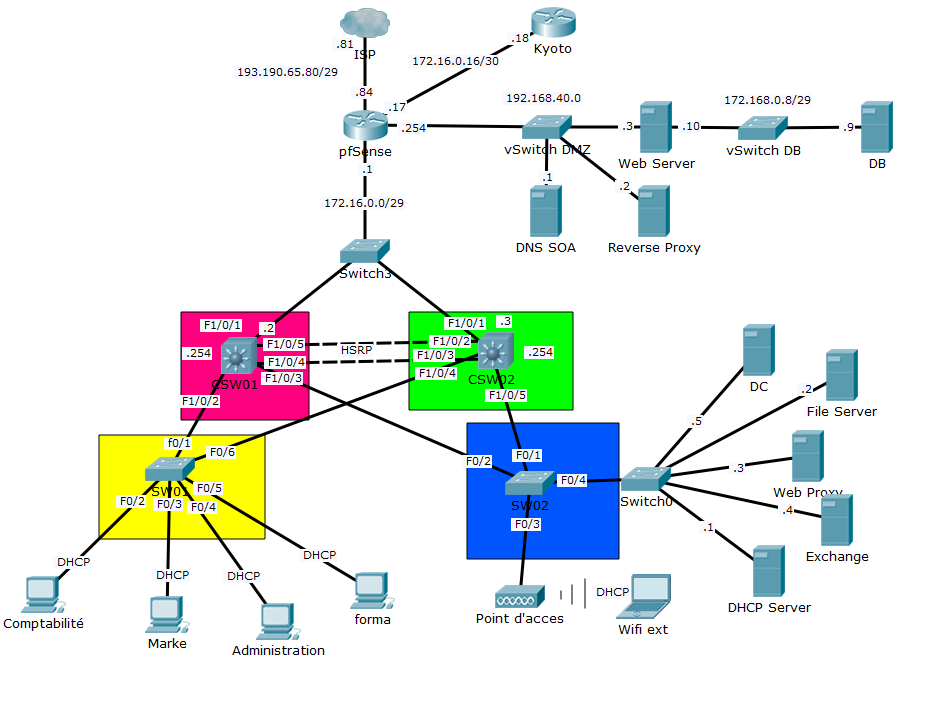 .81
ISP
193.190.65.80/29
.84
.18
Kyoto
172.16.0.16/30
.17
.254
pfSense
192.168.40.0
vSwitch DMZ
.3
Web Server
.10
172.168.0.8/29
vSwitch DB
.9
DB
.1
DNS SOA
.2
Reverse Proxy
.1
172.16.0.0/29
Switch3
F1/0/1
.2
F1/0/5
.254
F1/0/4
F1/0/3
CSW01
F1/0/2
HSRP
F1/0/1
.3
F1/0/2
F1/0/3
.254
F1/0/4
CSW02
F1/0/5
f0/1
F0/6
SW01
F0/5
F0/2
F0/3
F0/4
F0/2
F0/1
F0/4
SW02
F0/3
Switch0
DC
.5
.2
File Server
.3
Web Proxy
.4
Exchange
.1
DHCP Server
DHCP
Comptabilité
DHCP
Marke
DHCP
Administration
DHCP
forma
Point d'acces
DHCP
Wifi ext